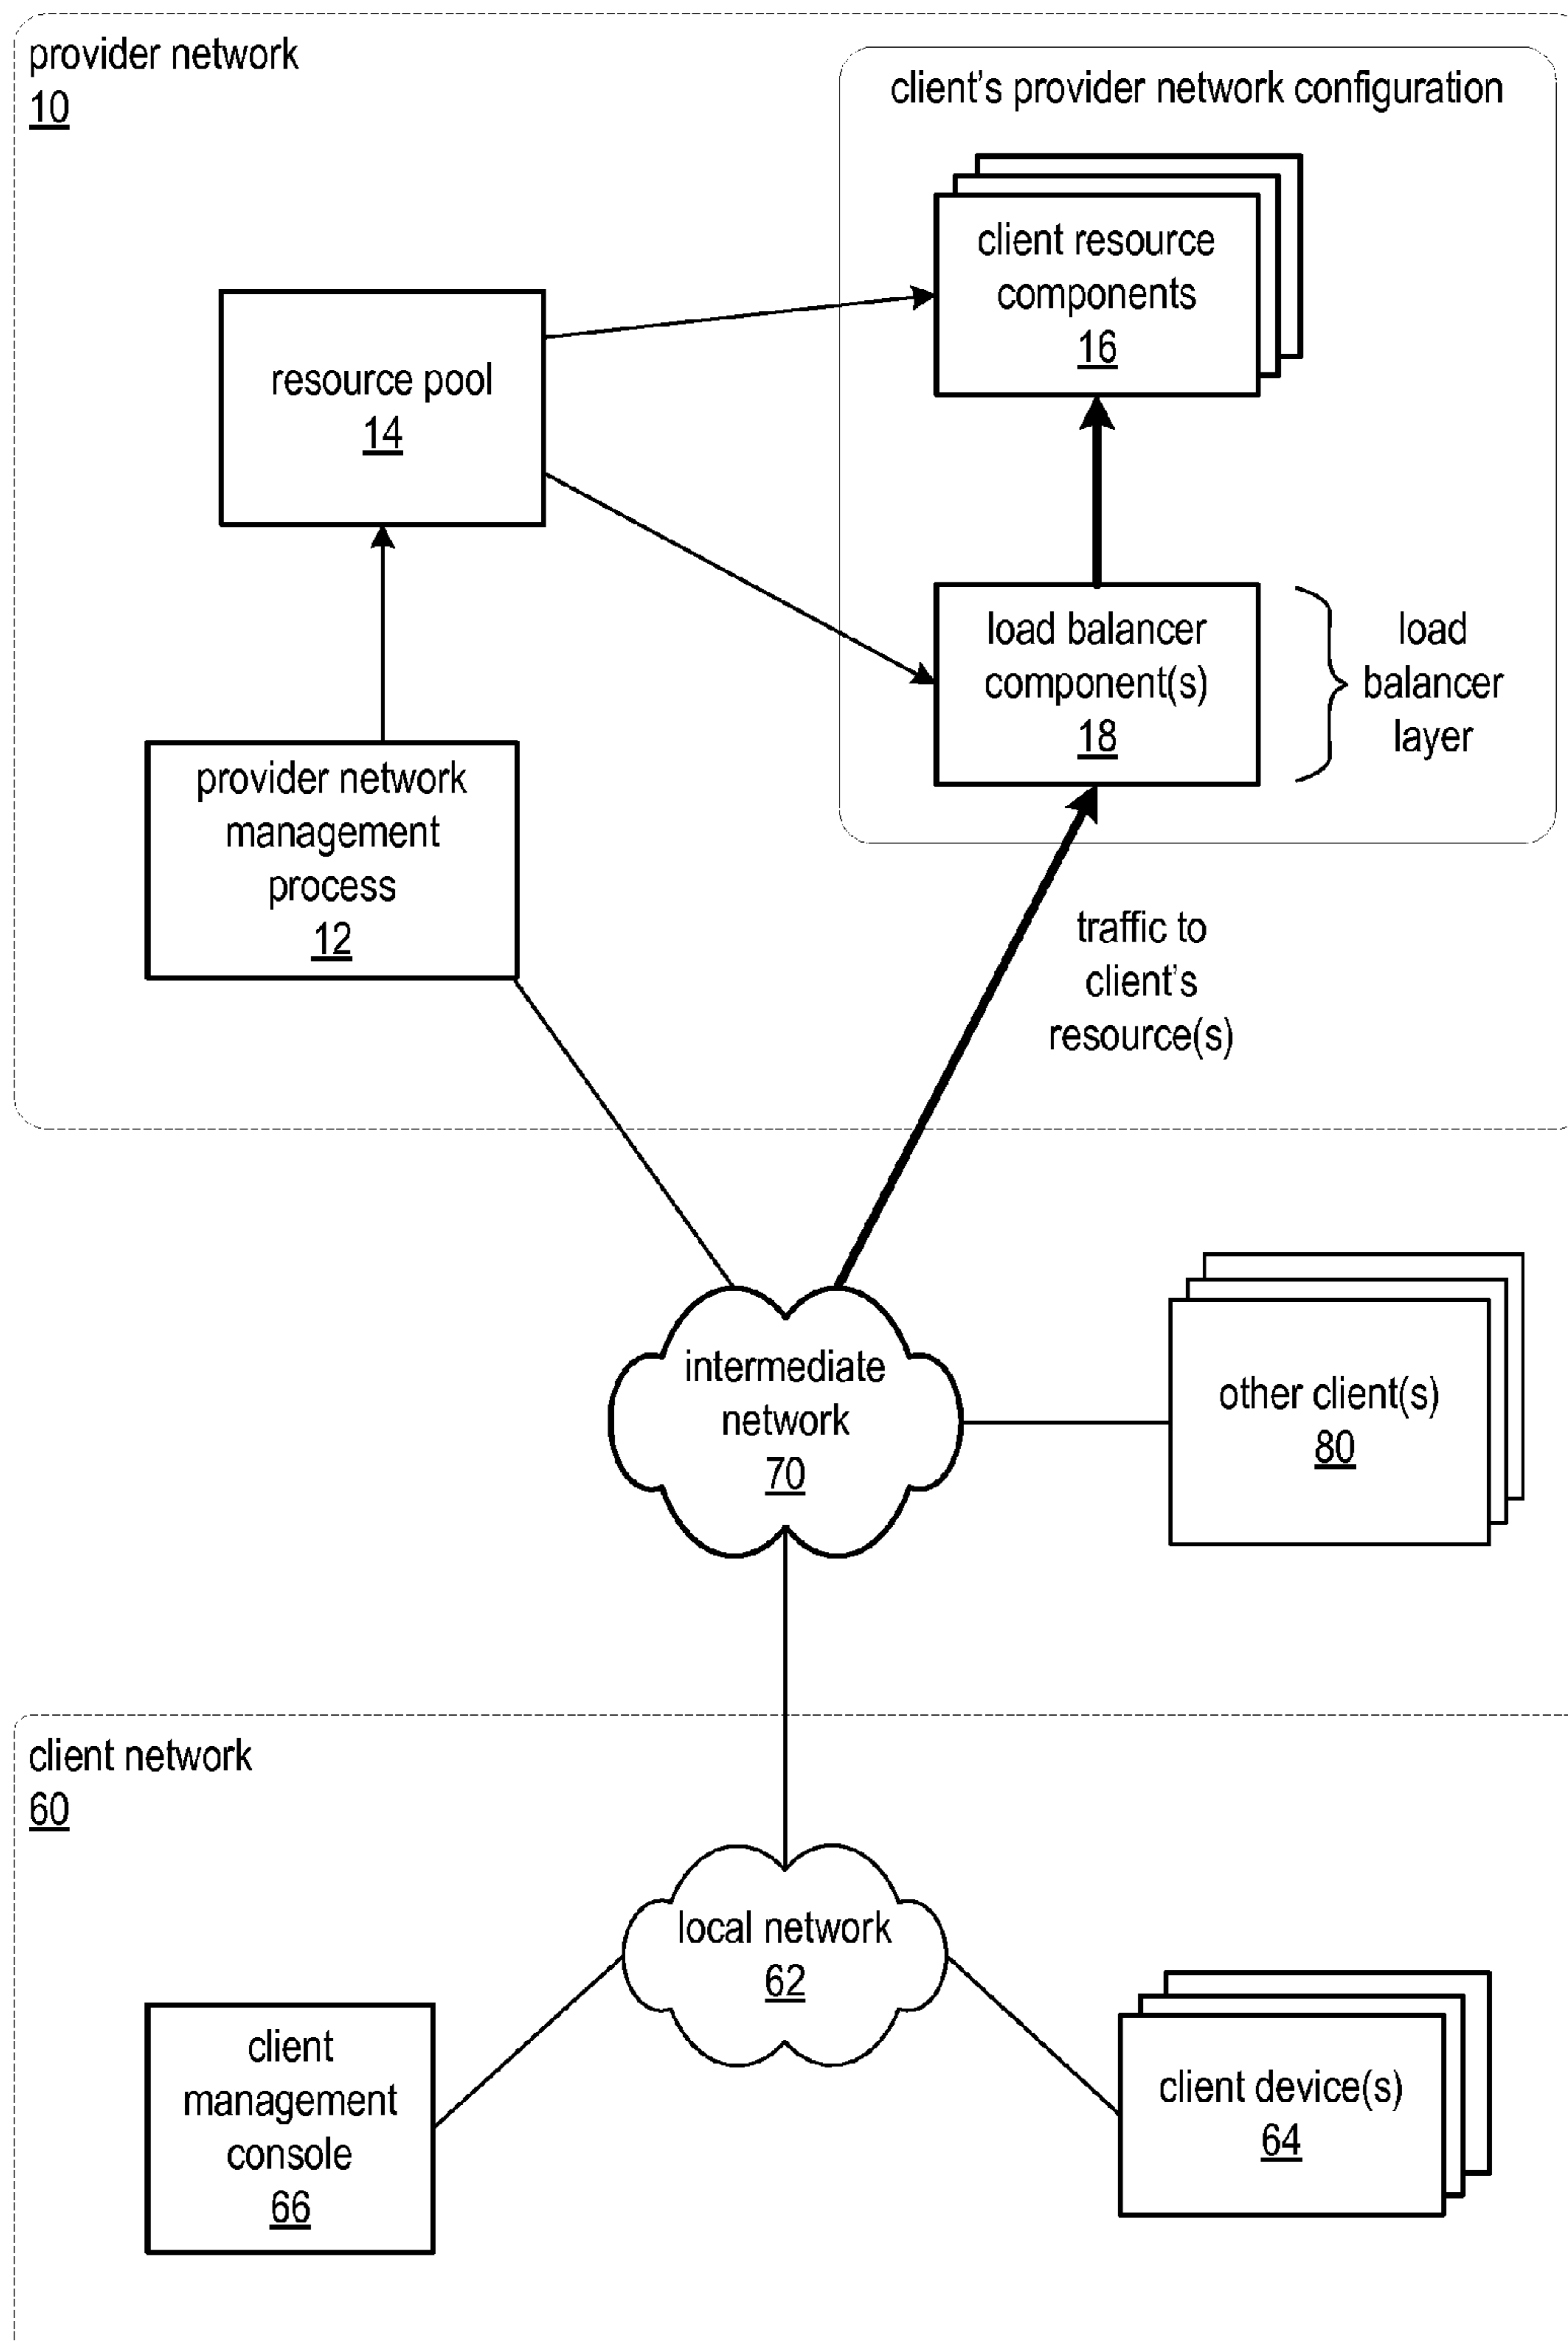 provider network
10
client's provider network configuration
client resource
components
16
resource pool
14
load balancer
component(s)
18
load
balancer
layer
provider network
management
process
12
traffic to
client's
resource(s)
intermediate
network
70
other client(s)
80
client network
60
local network
62
client
management
console
66
client device(s)
64